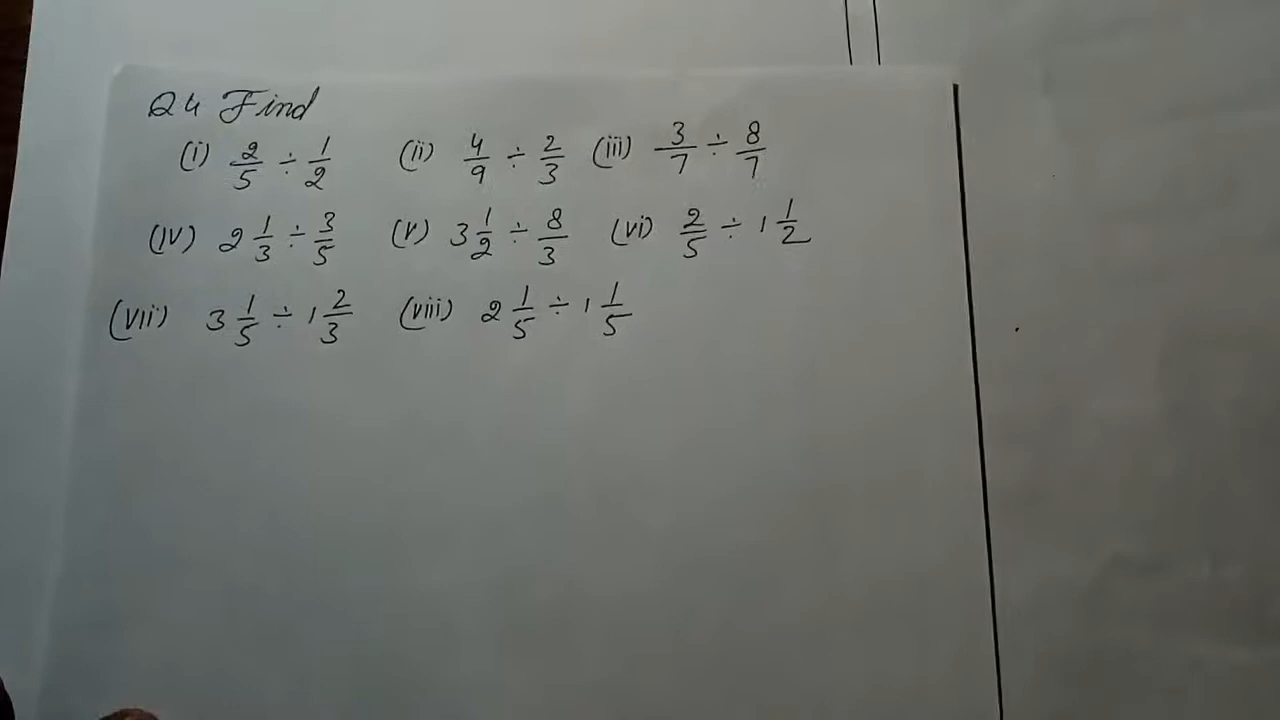 Q4 Find
(i) 2/5 ÷ 1/2 (ii) 4/9 ÷ 2/3 (iii) 3/7 ÷ 8/7
(iv) 2 1/3 ÷ 3/5 (v) 3 1/2 ÷ 8/3 (vi) 2/5 ÷ 1 1/2
(vii) 3 1/5 ÷ 1 2/3 (viii) 2 1/5 ÷ 1 1/5